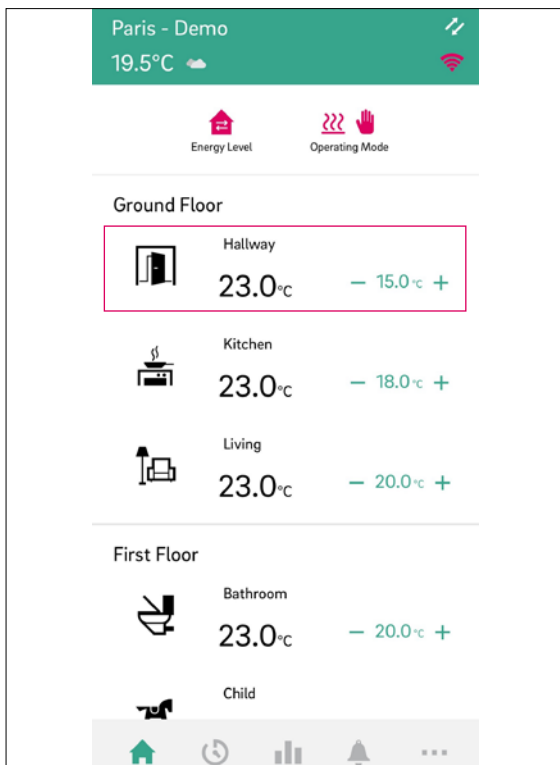 Paris - Demo
19.5°C
Energy Level Operating Mode
Ground Floor
Hallway
23.0°C – 15.0°C +
Kitchen
23.0°C – 18.0°C +
Living
23.0°C – 20.0°C +
First Floor
Bathroom
23.0°C – 20.0°C +
Child